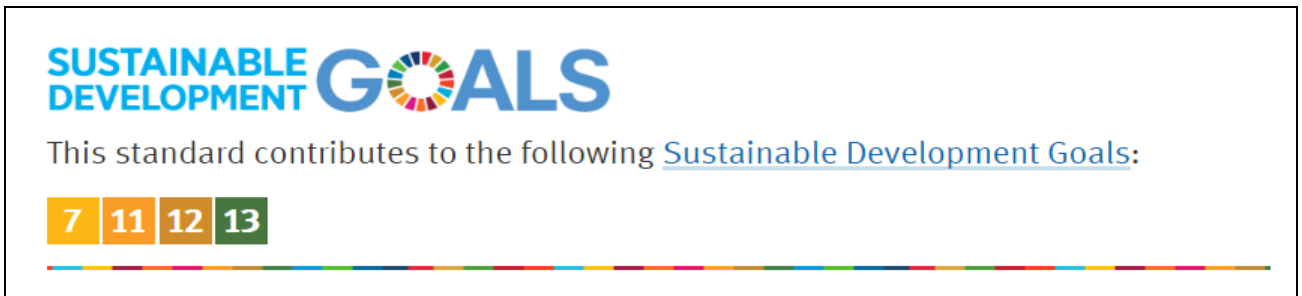 SUSTAINABLE
DEVELOPMENT GOALS
This standard contributes to the following Sustainable Development Goals:
7 11 12 13